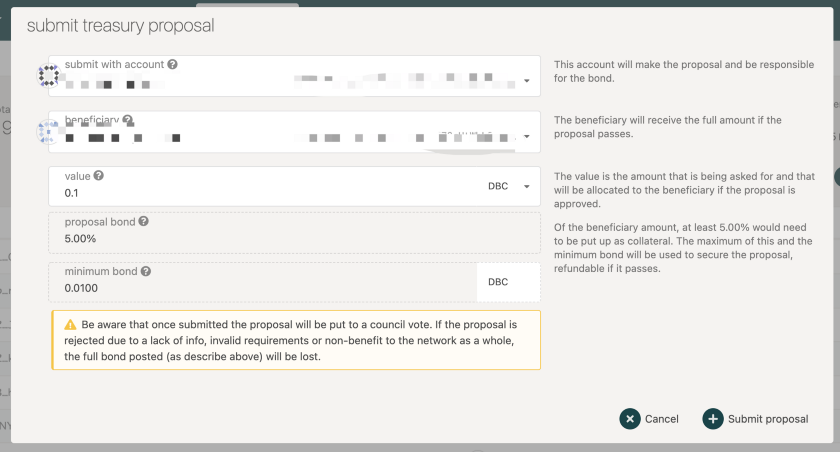 submit treasury proposal
submit with account
This account will make the proposal and be responsible
for the bond.
beneficiary
The beneficiary will receive the full amount if the
proposal passes.
value
0.1
DBC
The value is the amount that is being asked for and that
will be allocated to the beneficiary if the proposal is
approved.
proposal bond
5.00%
Of the beneficiary amount, at least 5.00% would need
to be put up as collateral. The maximum of this and the
minimum bond will be used to secure the proposal,
refundable if it passes.
minimum bond
0.0100
DBC
Be aware that once submitted the proposal will be put to a council vote. If the proposal is
rejected due to a lack of info, invalid requirements or non-benefit to the network as a whole,
the full bond posted (as describe above) will be lost.
Cancel
Submit proposal